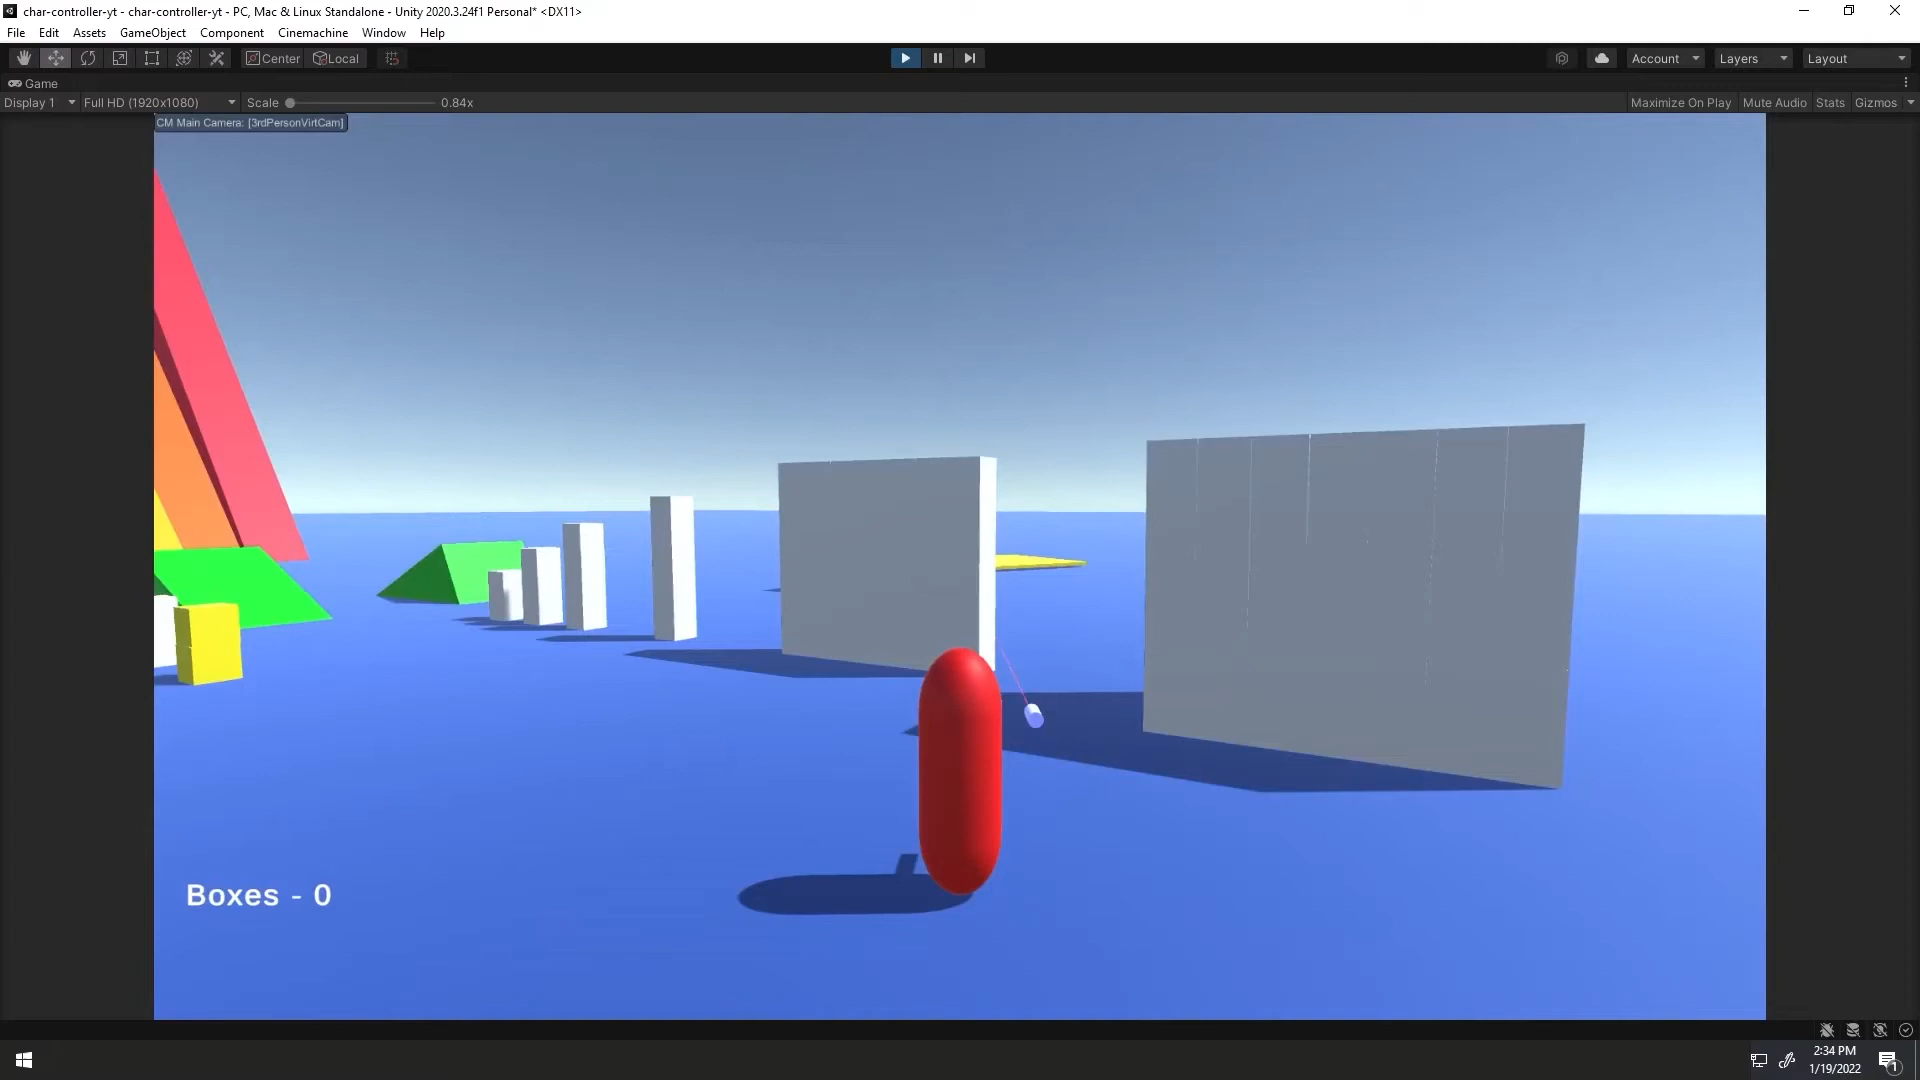 char-controller-yt - char-controller-yt - PC, Mac & Linux Standalone - Unity 2020.3.24f1 Personal* <DX11>
File Edit Assets GameObject Component Cinemachine Window Help
Center Local Account Layers Layout
Game
Display 1 Full HD (1920x1080) Scale 0.84x Maximize On Play Mute Audio Stats Gizmos
CM Main Camera: [3rdPersonVirtCam]
Boxes - 0
2:34 PM
1/19/2022
1